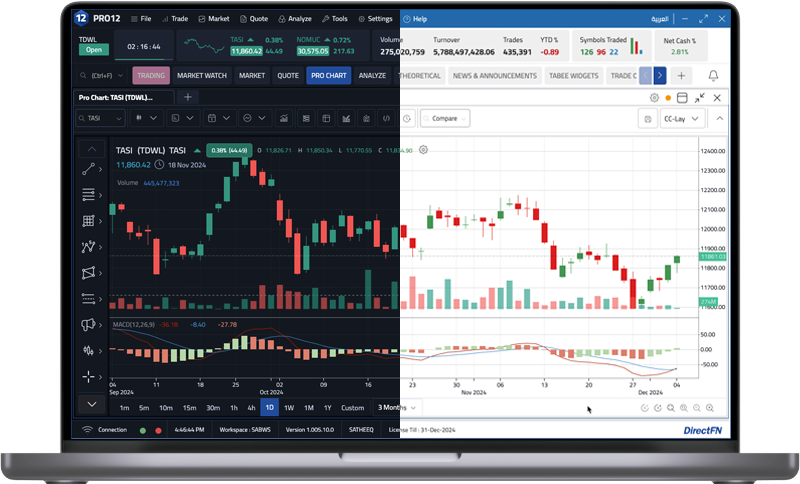 12 PRO12 File Trade Market Quote Analyze Tools Settings Help العربية
TDWL Open
02 : 16 : 44
TASI 0.38% 11,860.42 44.49
NOMUC 0.72% 30,575.05 217.63
Volume
Turnover 5,788,497,428.06
Trades 435,391
YTD % -0.89
Symbols Traded 126 96 22
Net Cash % 2.81%
(Ctrl+F) TRADING MARKET WATCH MARKET QUOTE PRO CHART ANALYZE THEORETICAL NEWS & ANNOUNCEMENTS TABEE WIDGETS TRADE C
Pro Chart: TASI (TDWL)...
TASI Compare CC-Lay
TASI (TDWL) TASI 0.38% (44.49) O 11,826.71 H 11,850.34 L 11,770.55
11,860.42 18 Nov 2024
Volume 445,477,323
12400.00
12300.00
12200.00
12100.00
12000.00
11900.00
11861.03
11800.00
11700.00
274M
11600.00
MACD(12,26,9) -36.18 -8.40 -27.78
50.00
0.00
-50.00
04 11 18 25 02 09 16 23 30 06 13 20 27 04
Sep 2024 Oct 2024 Nov 2024 Dec 2024
1m 5m 10m 15m 30m 1h 4h 1D 1W 1M 1Y Custom 3 Months
Connection 4:46:44 PM Workspace : SABWS Version 1.005.10.0 SATHEEQ License Till : 31-Dec-2024 DirectFN